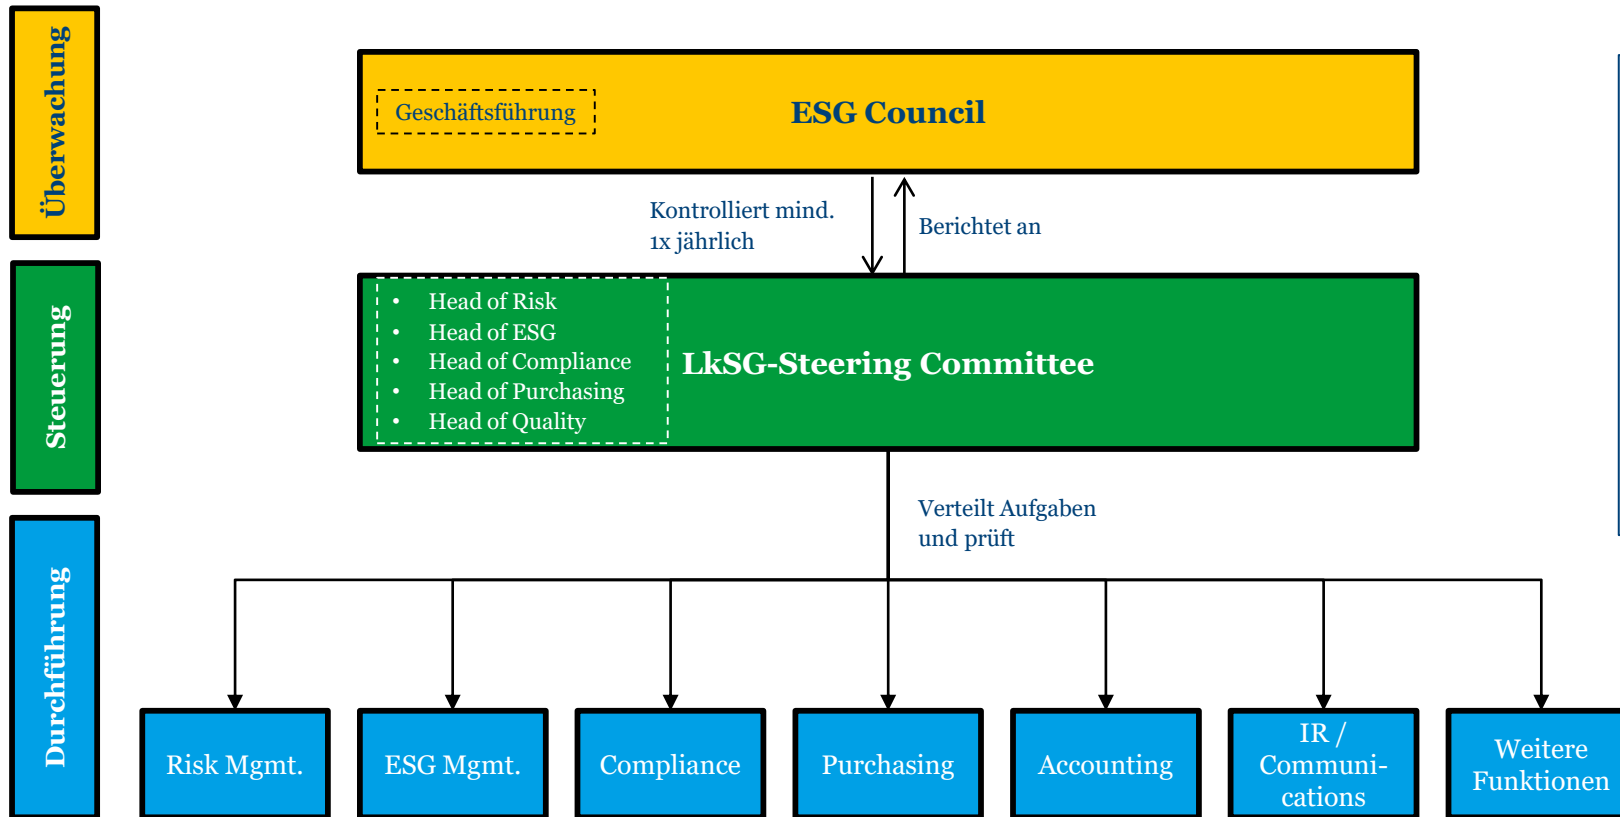 Überwachung
Geschäftsführung
ESG Council
Kontrolliert mind.
1x jährlich
Berichtet an
Steuerung
• Head of Risk
• Head of ESG
• Head of Compliance
• Head of Purchasing
• Head of Quality
LkSG-Steering Committee
Verteilt Aufgaben
und prüft
Durchführung
Risk Mgmt.
ESG Mgmt.
Compliance
Purchasing
Accounting
IR /
Communi-
cations
Weitere
Funktionen